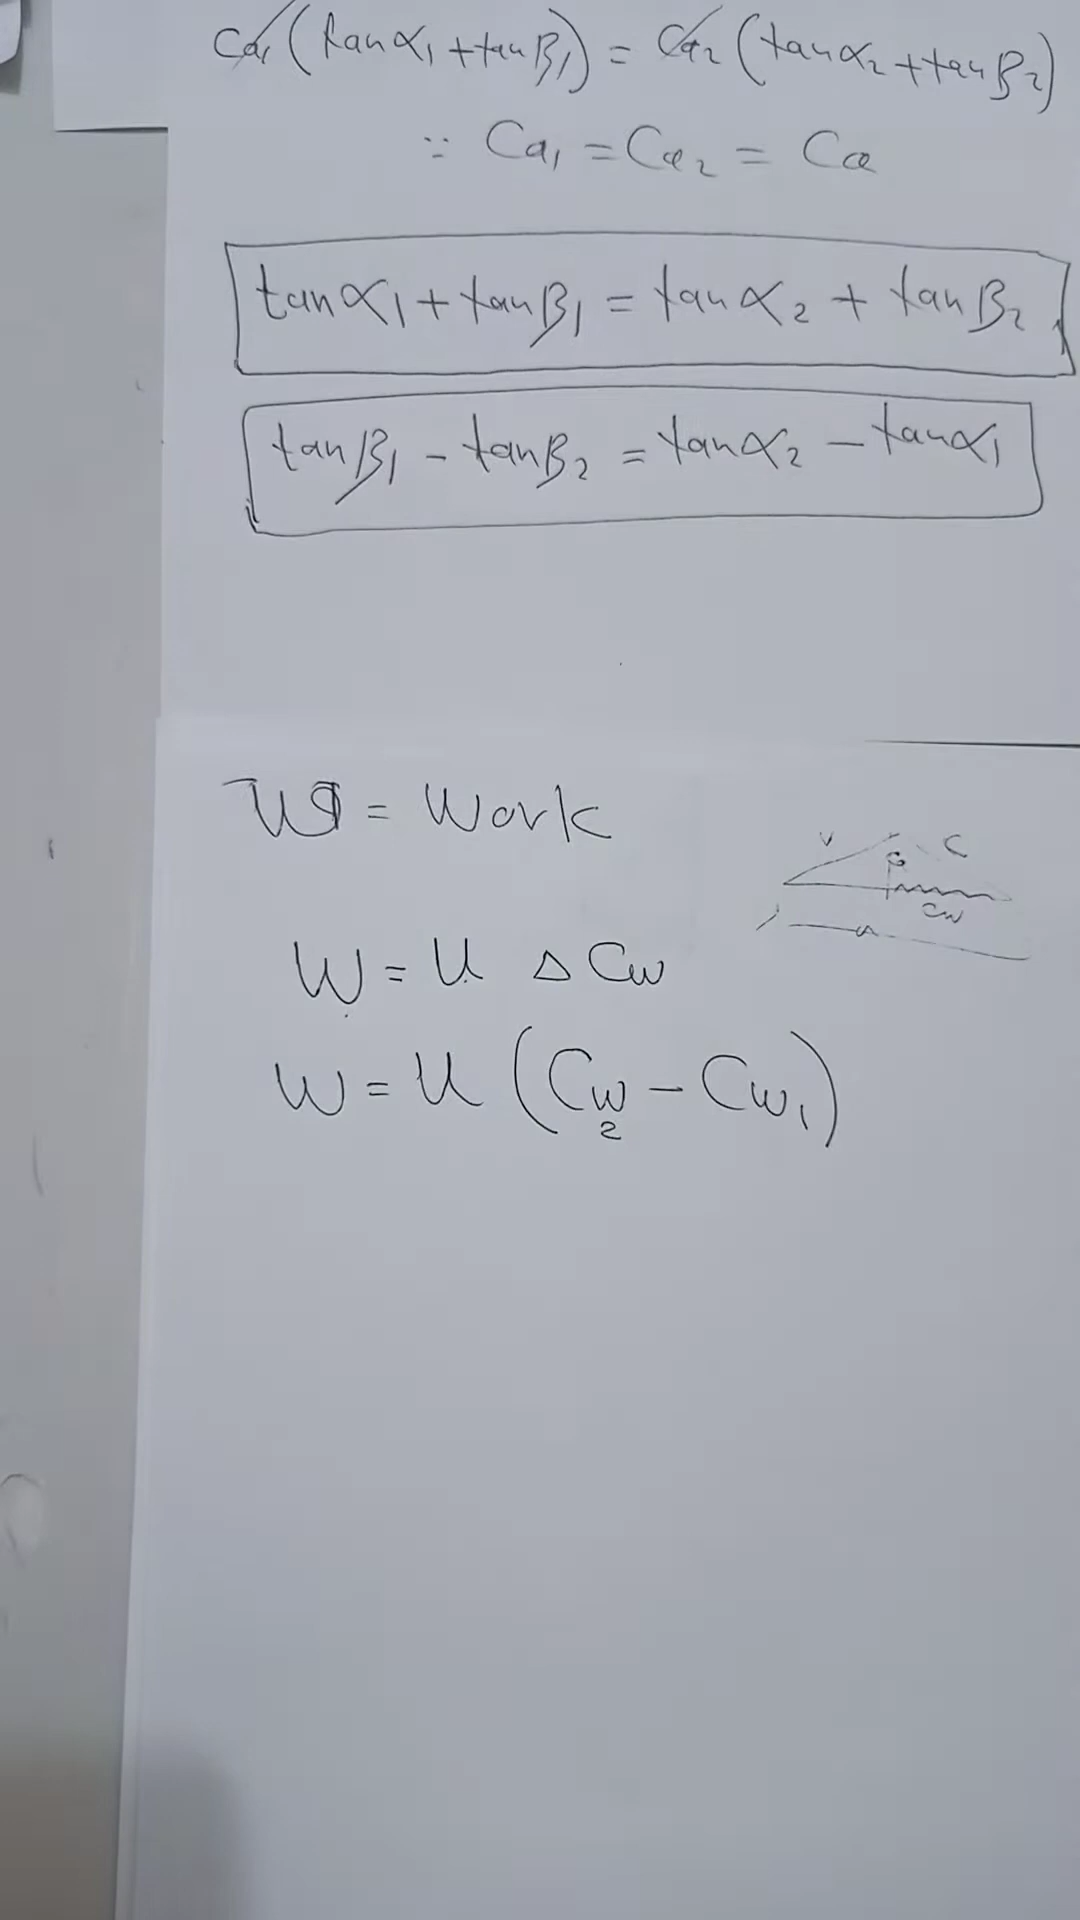 Ca₁ (tanα₁ + tanβ₁) = Ca₂ (tanα₂ + tanβ₂)
∵ Ca₁ = Ca₂ = Ca
tanα₁ + tanβ₁ = tanα₂ + tanβ₂
tanβ₁ - tanβ₂ = tanα₂ - tanα₁
= Work
V C
Cw
W = U Δ Cw
W = U (Cw₂ - Cw₁)